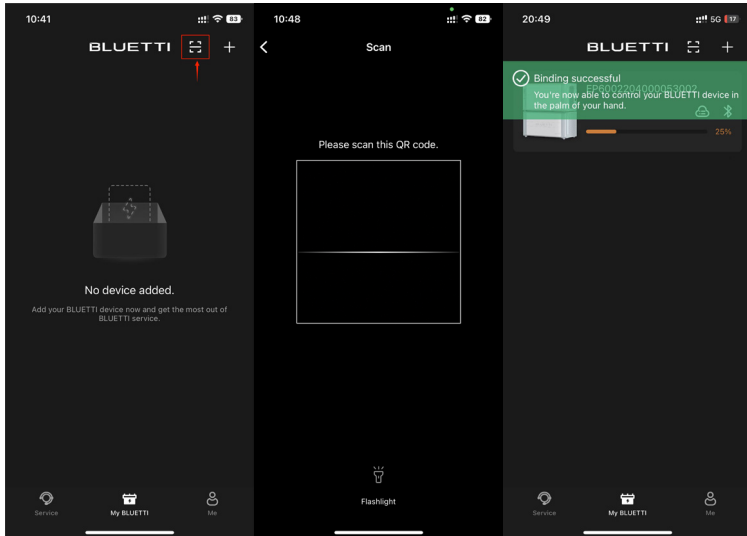 10:41
83
BLUETTI
No device added.
Add your BLUETTI device now and get the most out of
BLUETTI service.
Service
My BLUETTI
Me
10:48
82
Scan
Please scan this QR code.
Flashlight
20:49
5G 17
BLUETTI
Binding successful
EP6002204000053002
You're now able to control your BLUETTI device in
the palm of your hand.
25%
Service
My BLUETTI
Me